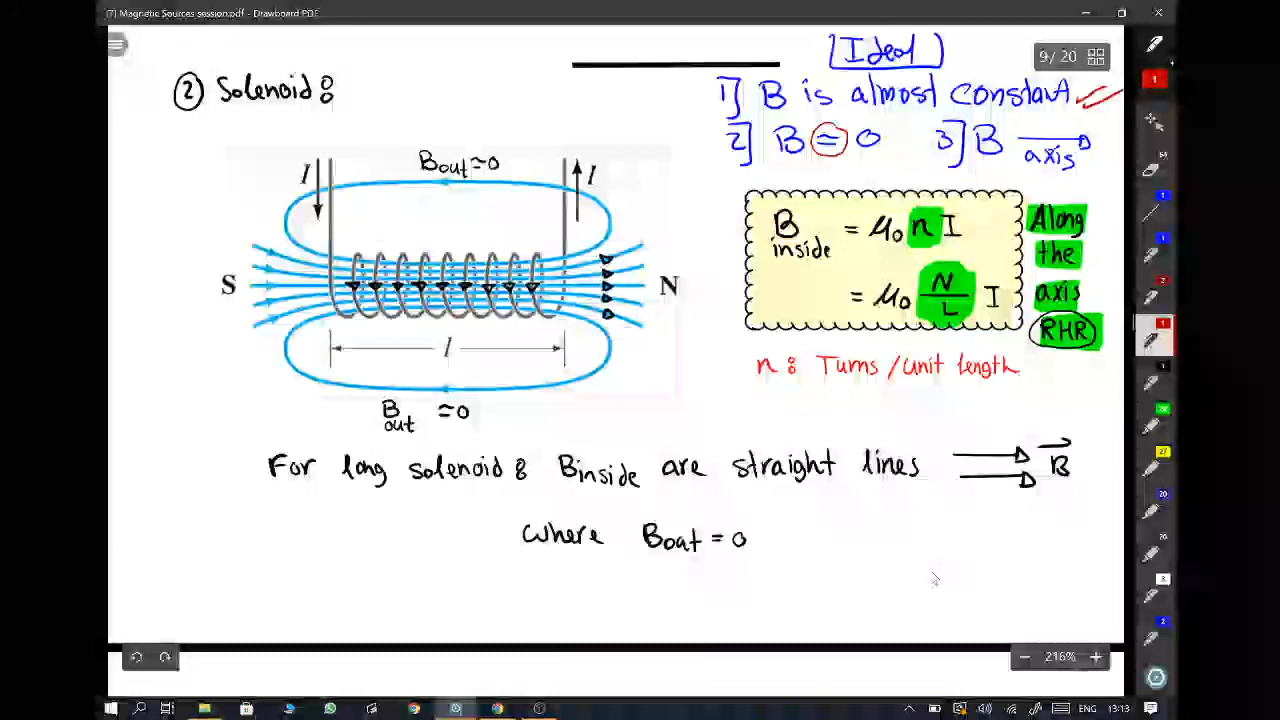 [7] Magnetic Sources session.pdf - Drawboard PDF
9 / 20
[Ideal]
② Solenoid:
1] B is almost constant
2] B ≈ 0 3] B axis
Bout ≈ 0
I I
S N
l
Bout ≈ 0
B inside = μ₀ n I
= μ₀ N/L I
Along
the
axis
RHR
n: Turns/unit length
For long solenoid: Binside are straight lines B
where Bout = 0
216%
ENG 13:13